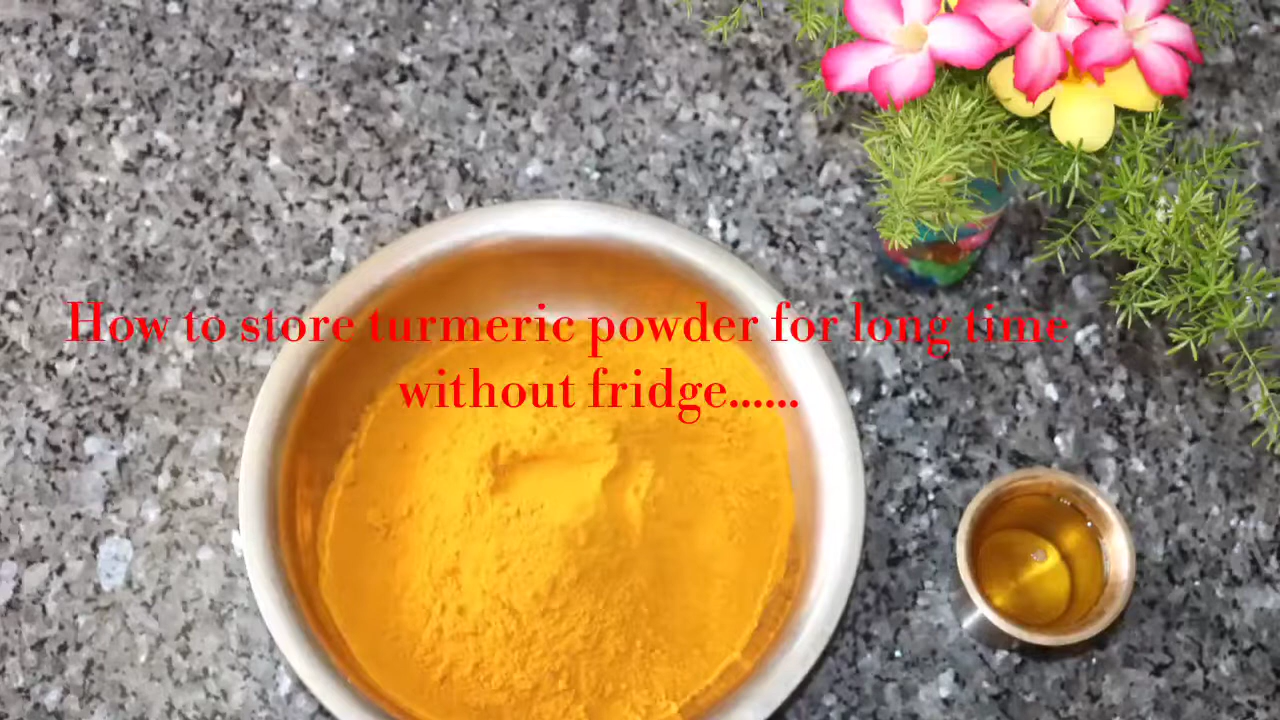 How to store turmeric powder for long time
without fridge......